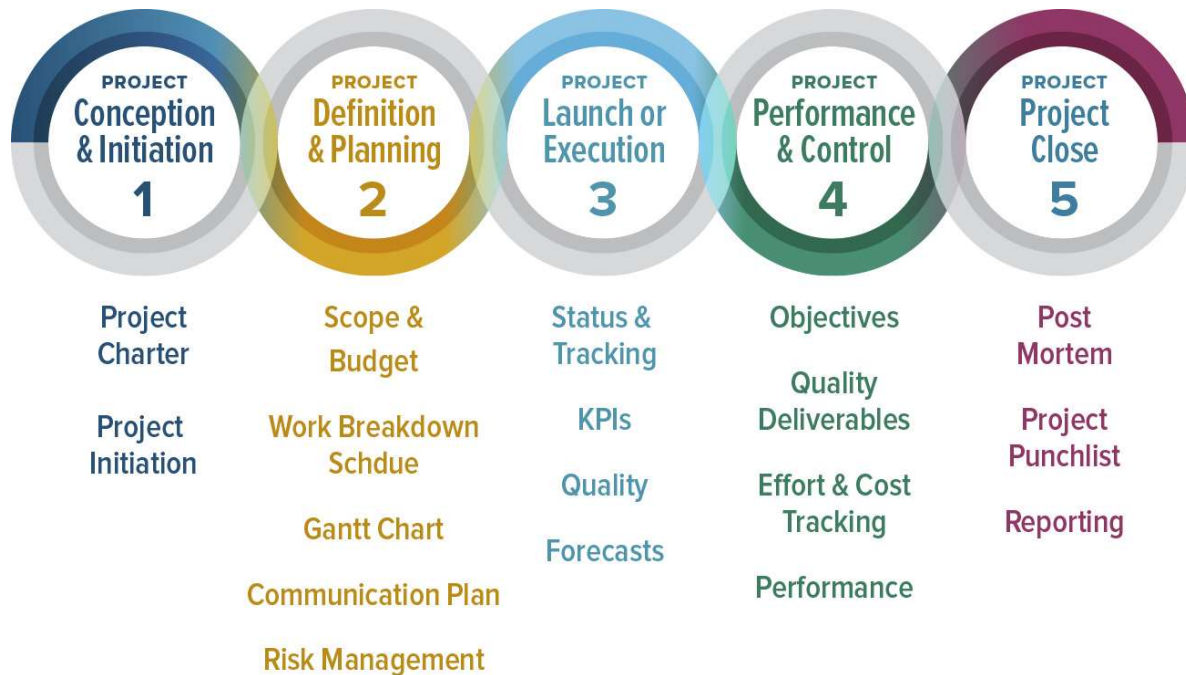 PROJECT
Conception
& Initiation
1
PROJECT
Definition
& Planning
2
PROJECT
Launch or
Execution
3
PROJECT
Performance
& Control
4
PROJECT
Project
Close
5
Project
Charter
Project
Initiation
Scope &
Budget
Work Breakdown
Schdue
Gantt Chart
Communication Plan
Risk Management
Status &
Tracking
KPIs
Quality
Forecasts
Objectives
Quality
Deliverables
Effort & Cost
Tracking
Performance
Post
Mortem
Project
Punchlist
Reporting